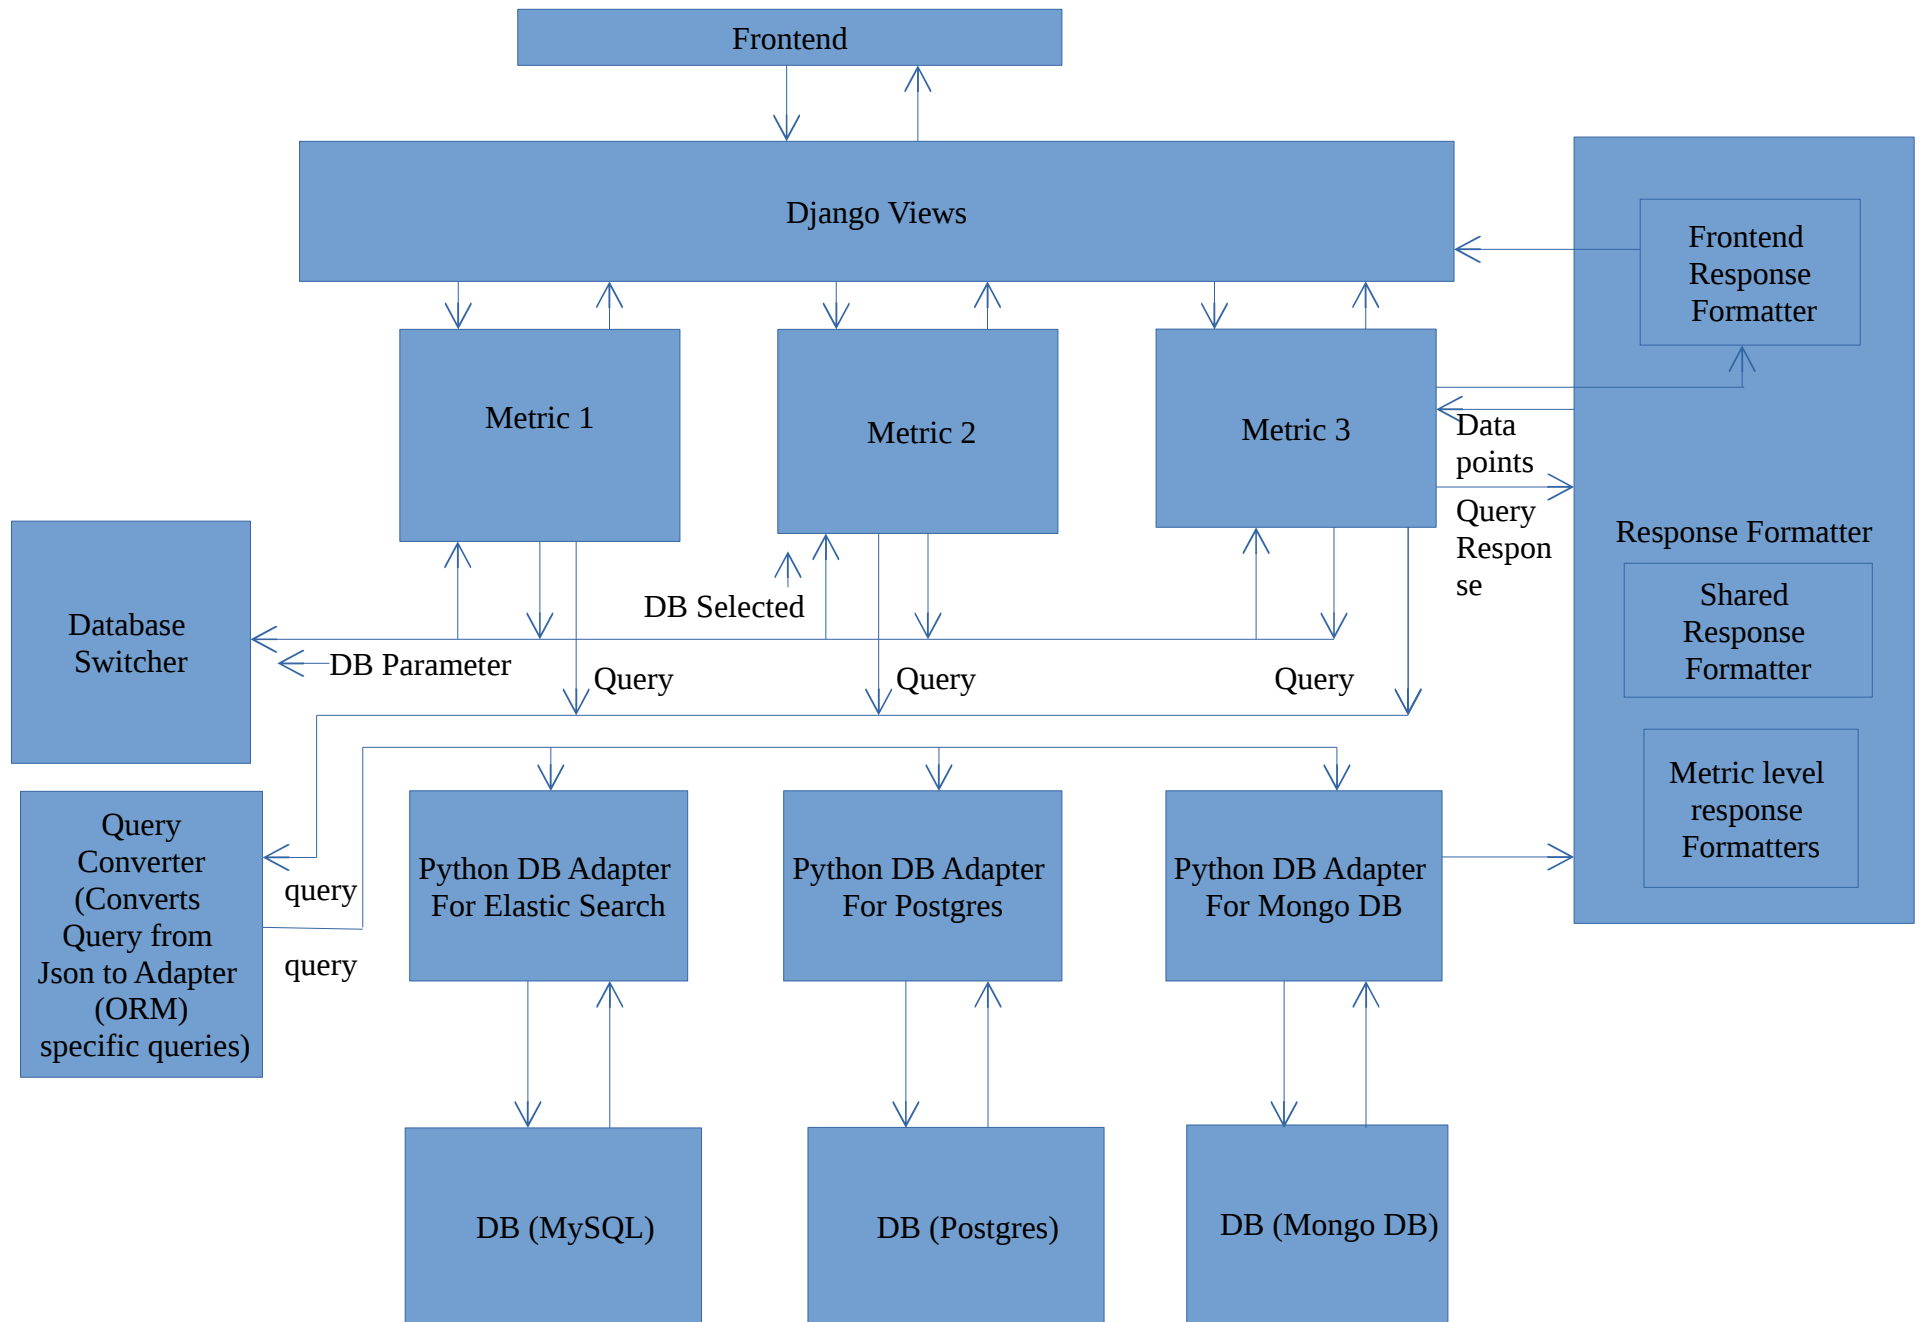 Frontend
Django Views
Frontend
Response
Formatter
Metric 1
Metric 2
Metric 3
Data
points
Query
Respon
se
Response Formatter
Shared
Response
Formatter
Metric level
response
Formatters
Database
Switcher
DB Selected
DB Parameter
Query
Query
Query
Query
Converter
(Converts
Query from
Json to Adapter
(ORM)
specific queries)
query
query
Python DB Adapter
For Elastic Search
Python DB Adapter
For Postgres
Python DB Adapter
For Mongo DB
DB (MySQL)
DB (Postgres)
DB (Mongo DB)